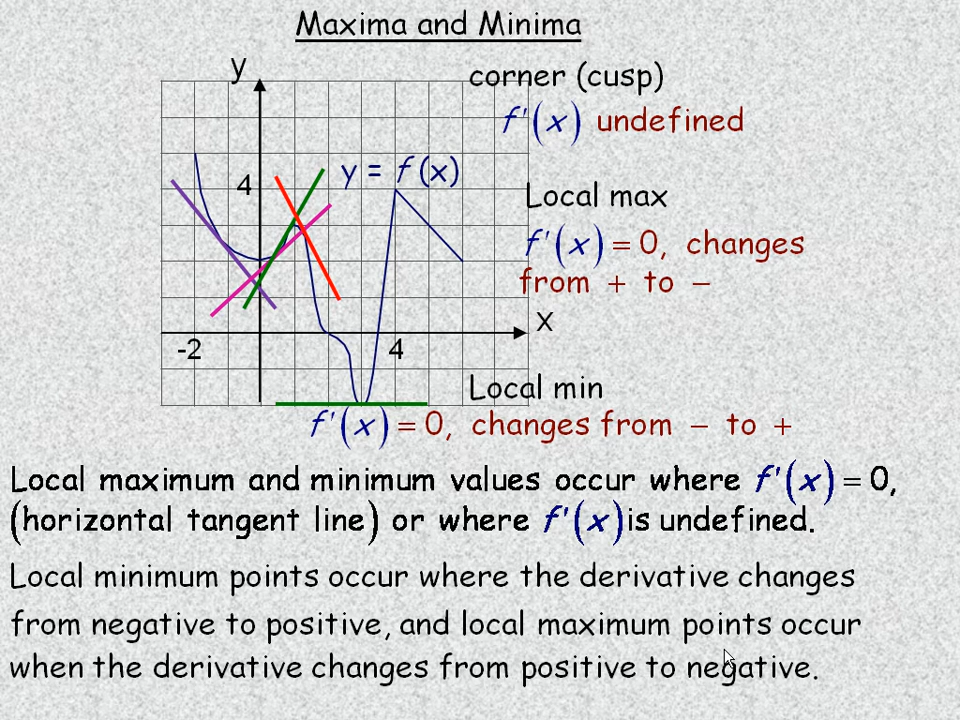 Maxima and Minima
y
corner (cusp)
f'(x) undefined
y = f (x)
4
Local max
f'(x) = 0, changes
from + to −
x
-2
4
Local min
f'(x) = 0, changes from − to +
Local maximum and minimum values occur where f'(x) = 0,
(horizontal tangent line) or where f'(x) is undefined.
Local minimum points occur where the derivative changes
from negative to positive, and local maximum points occur
when the derivative changes from positive to negative.